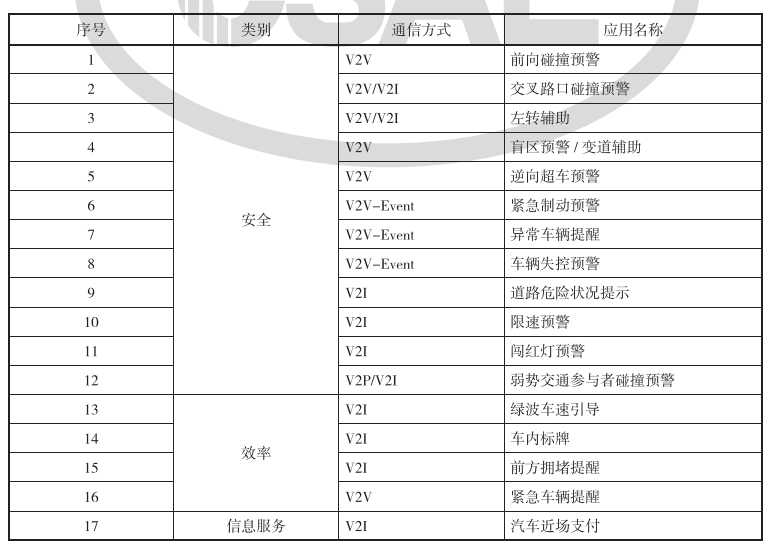 序号 类别 通信方式 应用名称
1 V2V 前向碰撞预警
2 V2V/V2I 交叉路口碰撞预警
3 V2V/V2I 左转辅助
4 V2V 盲区预警 / 变道辅助
5 V2V 逆向超车预警
6 安全 V2V-Event 紧急制动预警
7 V2V-Event 异常车辆提醒
8 V2V-Event 车辆失控预警
9 V2I 道路危险状况提示
10 V2I 限速预警
11 V2I 闯红灯预警
12 V2P/V2I 弱势交通参与者碰撞预警
13 V2I 绿波车速引导
14 效率 V2I 车内标牌
15 V2I 前方拥堵提醒
16 V2V 紧急车辆提醒
17 信息服务 V2I 汽车近场支付